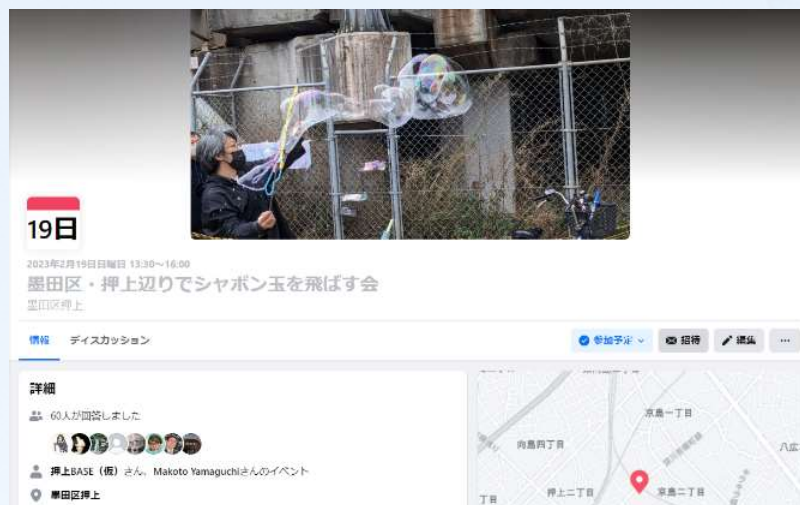 19日
2023年2月19日日曜日 13:30〜16:00
墨田区・押上辺りでシャボン玉を飛ばす会
墨田区押上
情報 ディスカッション 参加予定 招待 編集 ...
詳細
60人が回答しました
押上BASE（仮）さん、Makoto Yamaguchiさんのイベント
墨田区押上
京島一丁目
向島四丁目
八広
押上二丁目
京島二丁目
丁目